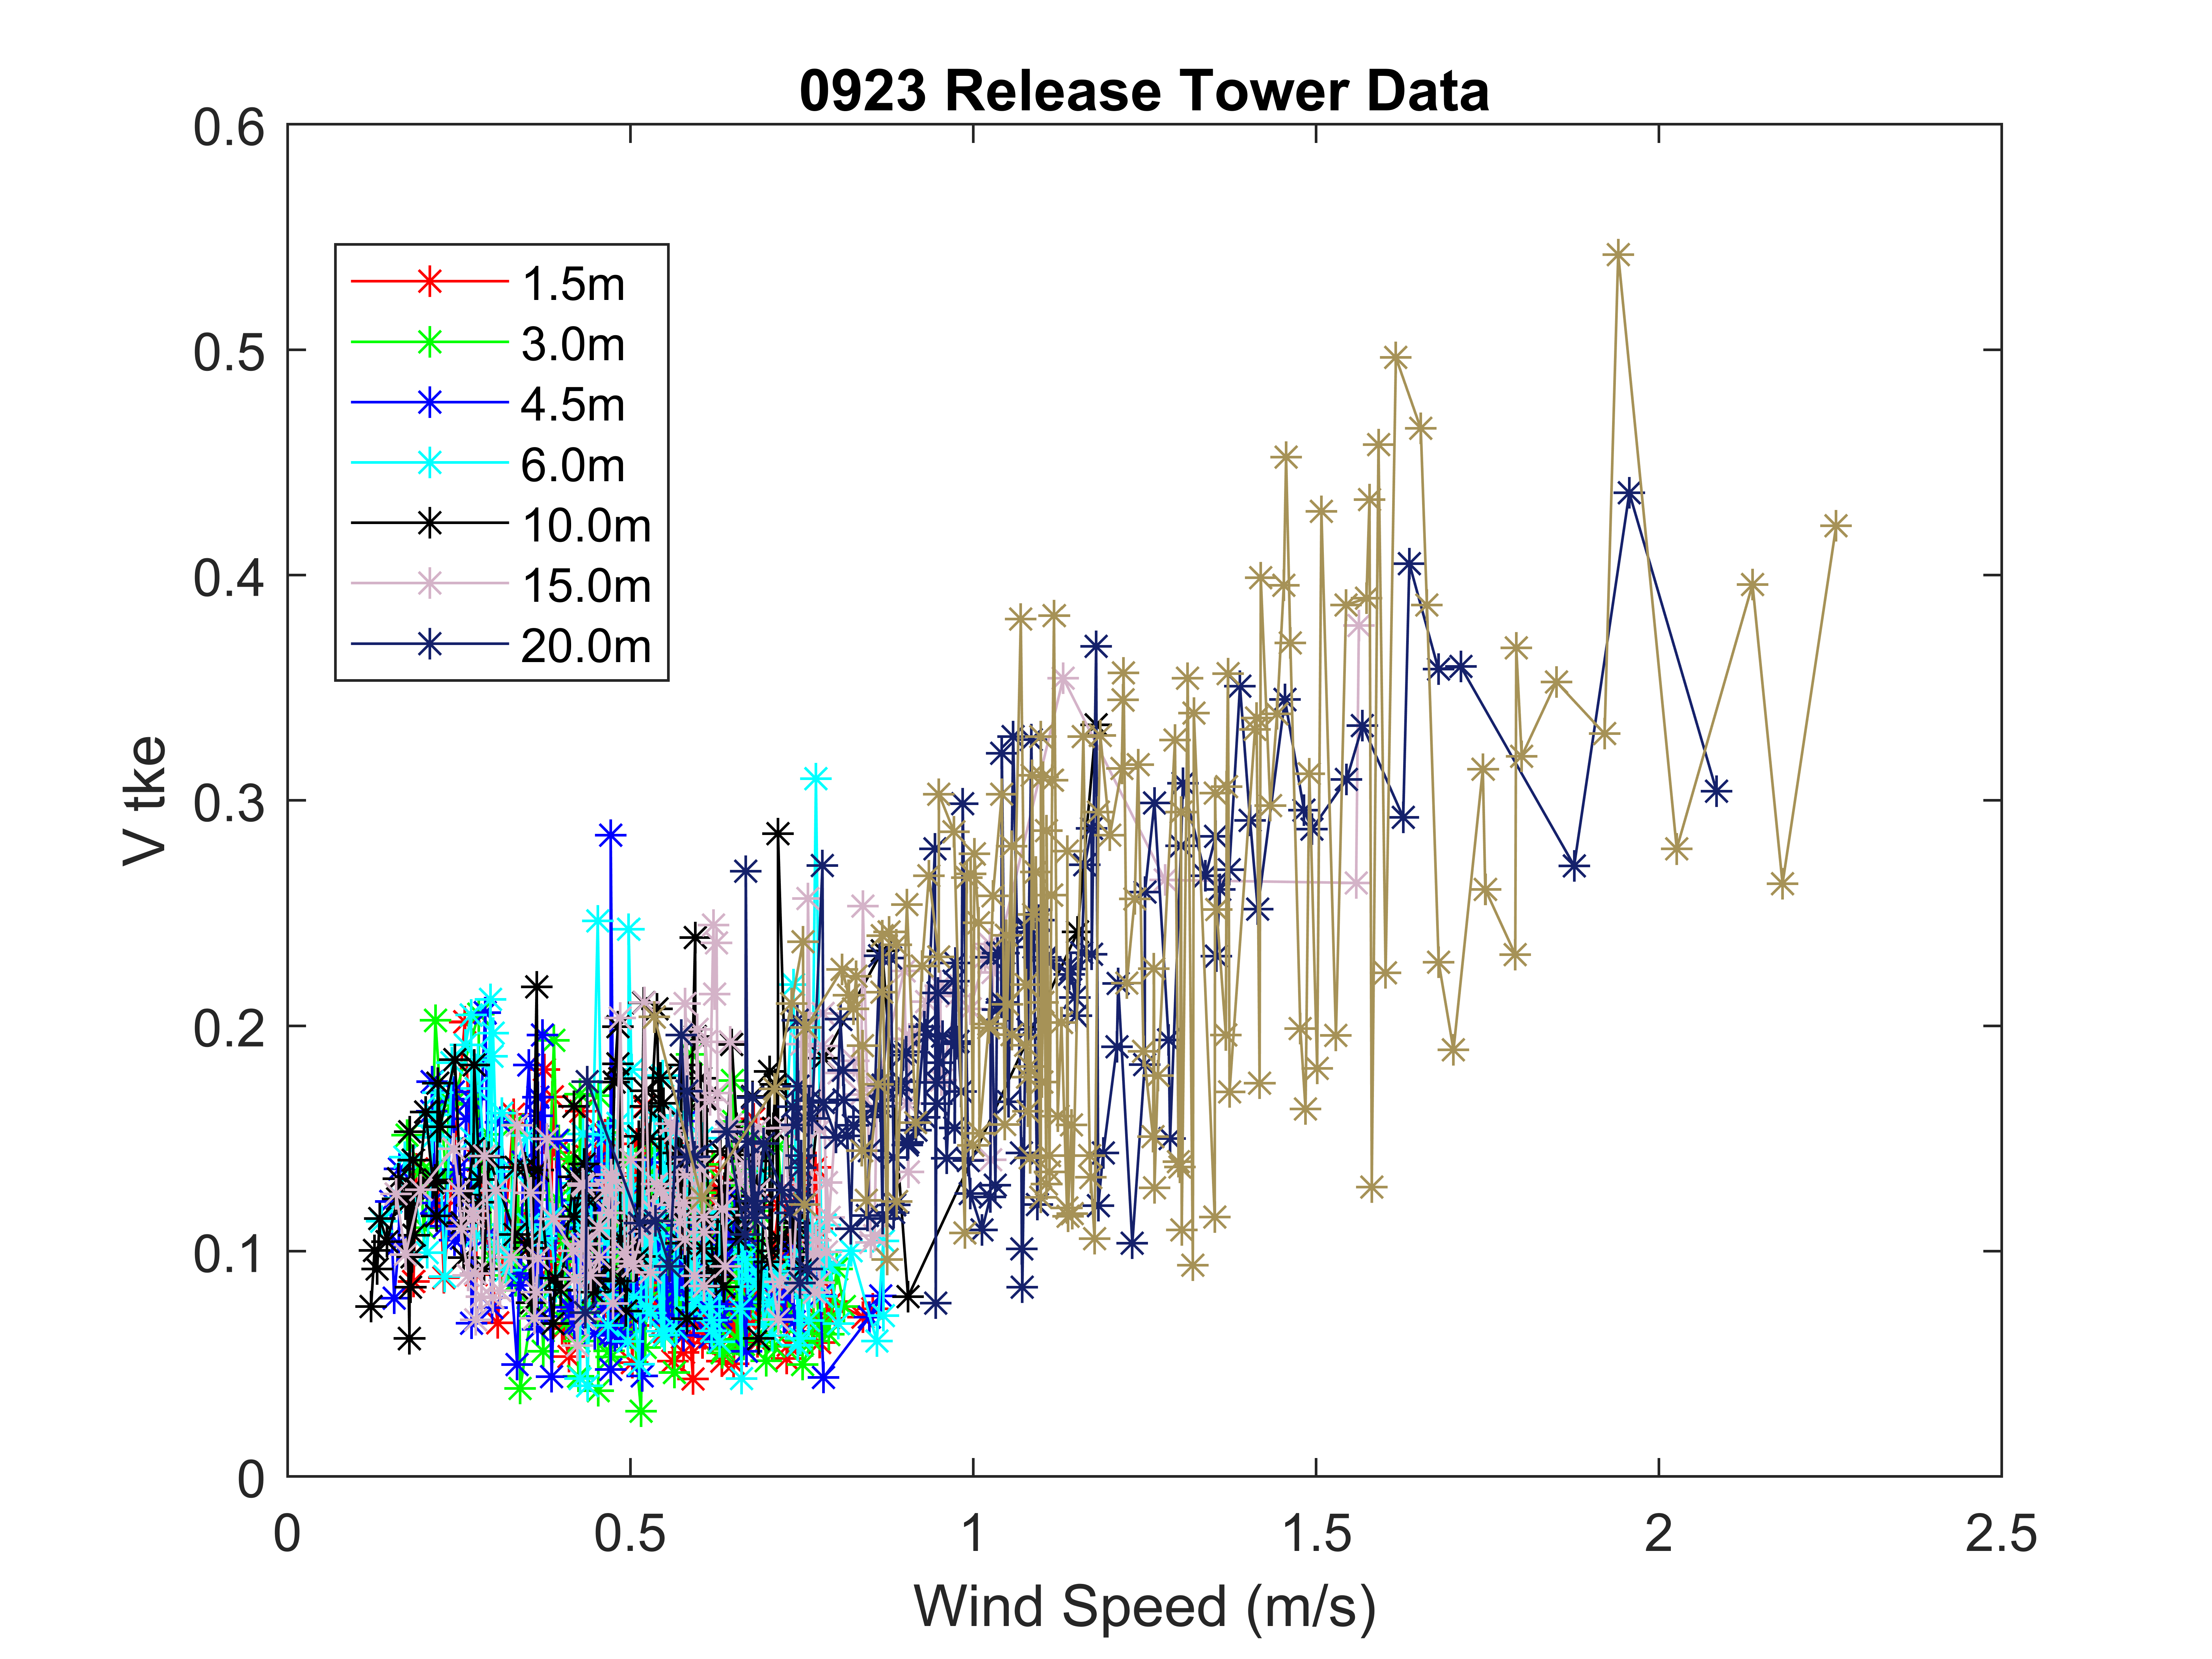 0923 Release Tower Data
0.6
0.5
0.4
0.3
0.2
0.1
0
V tke
1.5m
3.0m
4.5m
6.0m
10.0m
15.0m
20.0m
0
0.5
1
1.5
2
2.5
Wind Speed (m/s)